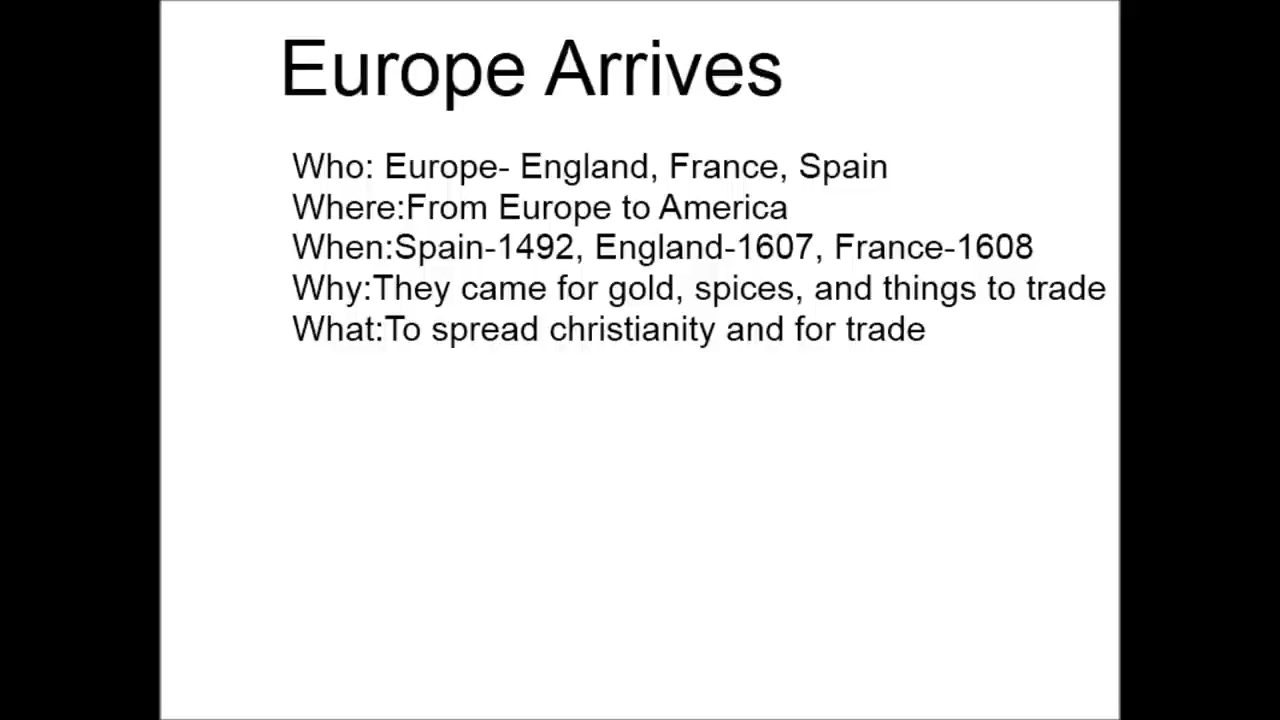 Europe Arrives
Who: Europe- England, France, Spain
Where:From Europe to America
When:Spain-1492, England-1607, France-1608
Why:They came for gold, spices, and things to trade
What:To spread christianity and for trade